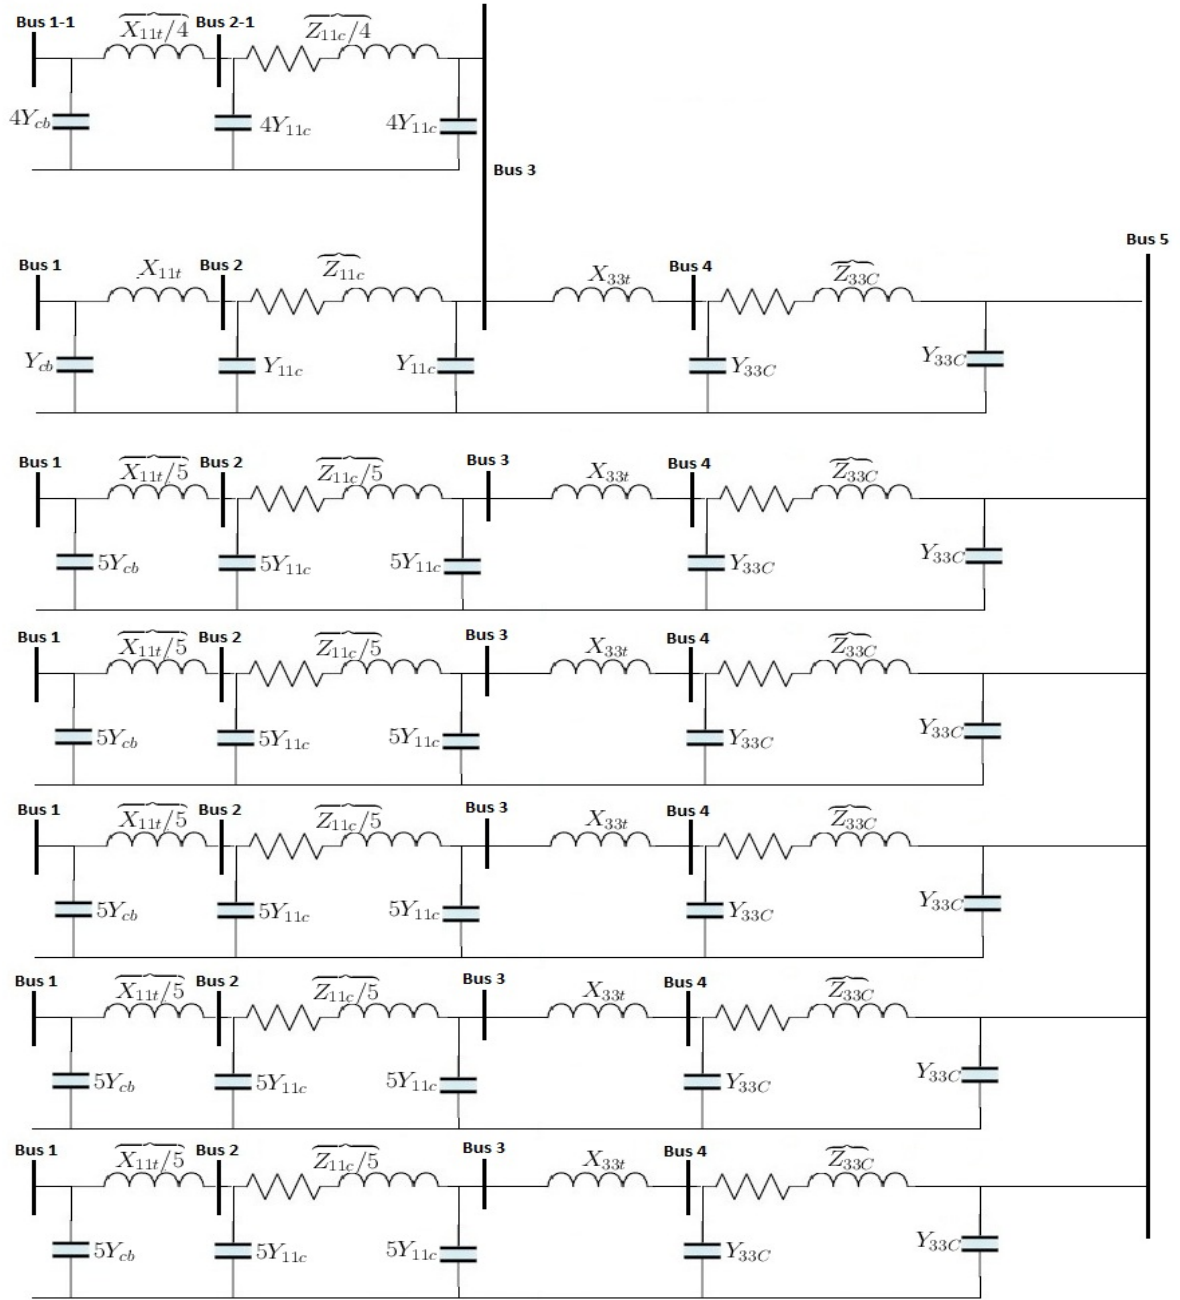 Bus 1-1 X11t/4 Bus 2-1 Z11c/4
4Ycb 4Y11c 4Y11c
Bus 3
Bus 5
Bus 1 X11t Bus 2 Z11c X33t Bus 4 Z33C
Ycb Y11c Y11c Y33C Y33C
Bus 1 X11t/5 Bus 2 Z11c/5 Bus 3 X33t Bus 4 Z33C
5Ycb 5Y11c 5Y11c Y33C Y33C
Bus 1 X11t/5 Bus 2 Z11c/5 Bus 3 X33t Bus 4 Z33C
5Ycb 5Y11c 5Y11c Y33C Y33C
Bus 1 X11t/5 Bus 2 Z11c/5 Bus 3 X33t Bus 4 Z33C
5Ycb 5Y11c 5Y11c Y33C Y33C
Bus 1 X11t/5 Bus 2 Z11c/5 Bus 3 X33t Bus 4 Z33C
5Ycb 5Y11c 5Y11c Y33C Y33C
Bus 1 X11t/5 Bus 2 Z11c/5 Bus 3 X33t Bus 4 Z33C
5Ycb 5Y11c 5Y11c Y33C Y33C